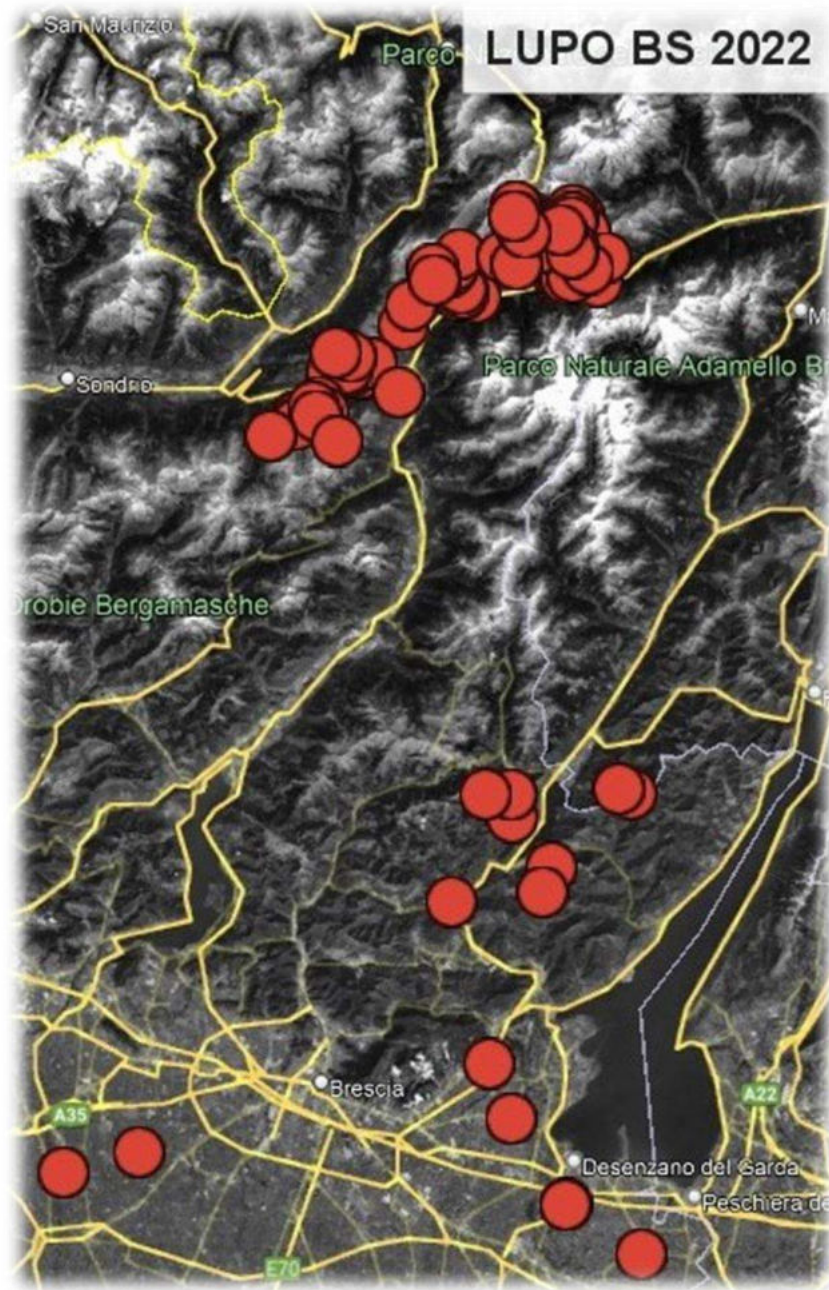 San Maurizio
Parco N
LUPO BS 2022
M
Sondrio
Parco Naturale Adamello B
Orobie Bergamasche
Brescia
A35
A22
Desenzano del Garda
Peschiera de
E70